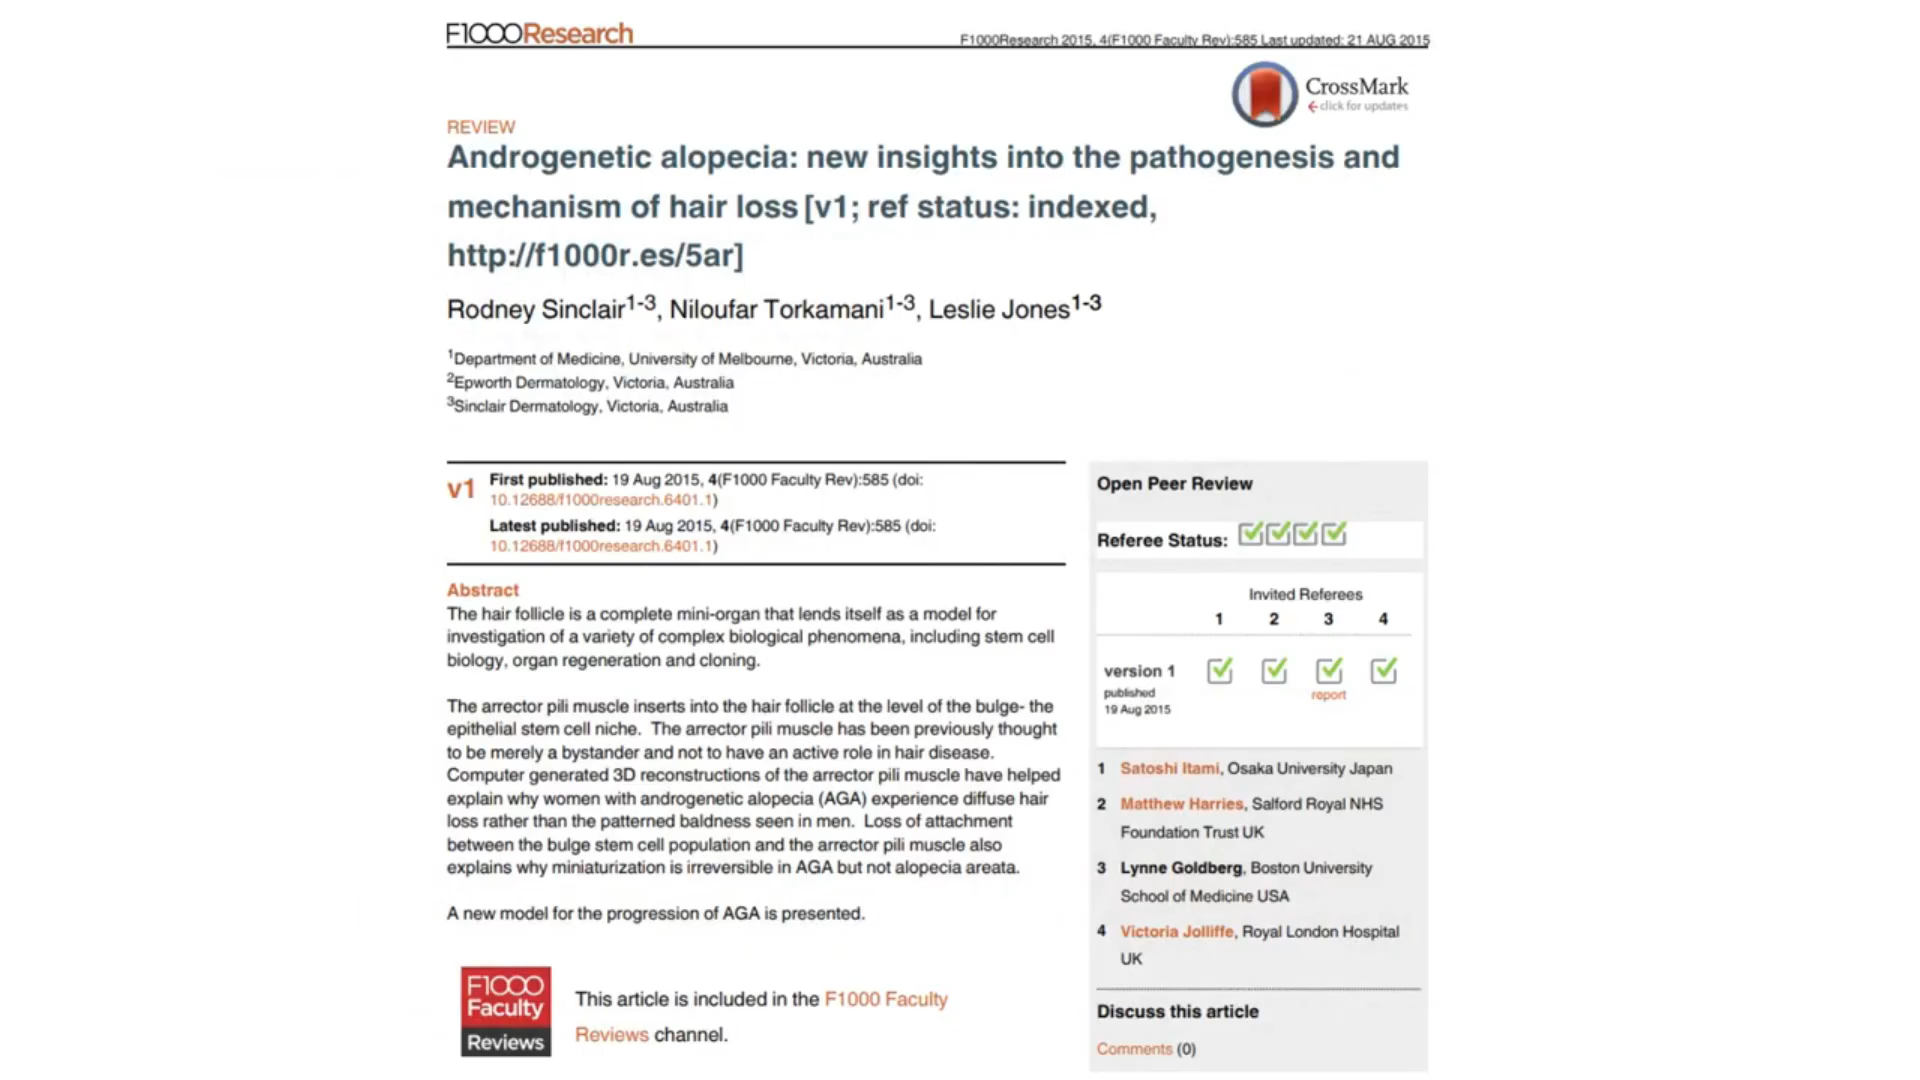 F1000Research
F1000Research 2015, 4(F1000 Faculty Rev):585 Last updated: 21 AUG 2015
CrossMark
click for updates
REVIEW
Androgenetic alopecia: new insights into the pathogenesis and
mechanism of hair loss [v1; ref status: indexed,
http://f1000r.es/5ar]
Rodney Sinclair1-3, Niloufar Torkamani1-3, Leslie Jones1-3
1Department of Medicine, University of Melbourne, Victoria, Australia
2Epworth Dermatology, Victoria, Australia
3Sinclair Dermatology, Victoria, Australia
v1
First published: 19 Aug 2015, 4(F1000 Faculty Rev):585 (doi:
10.12688/f1000research.6401.1)
Latest published: 19 Aug 2015, 4(F1000 Faculty Rev):585 (doi:
10.12688/f1000research.6401.1)
Abstract
The hair follicle is a complete mini-organ that lends itself as a model for
investigation of a variety of complex biological phenomena, including stem cell
biology, organ regeneration and cloning.
The arrector pili muscle inserts into the hair follicle at the level of the bulge- the
epithelial stem cell niche. The arrector pili muscle has been previously thought
to be merely a bystander and not to have an active role in hair disease.
Computer generated 3D reconstructions of the arrector pili muscle have helped
explain why women with androgenetic alopecia (AGA) experience diffuse hair
loss rather than the patterned baldness seen in men. Loss of attachment
between the bulge stem cell population and the arrector pili muscle also
explains why miniaturization is irreversible in AGA but not alopecia areata.
A new model for the progression of AGA is presented.
F1000
Faculty
Reviews
This article is included in the F1000 Faculty
Reviews channel.
Open Peer Review
Referee Status:
Invited Referees
1 2 3 4
version 1
published
19 Aug 2015
report
1 Satoshi Itami, Osaka University Japan
2 Matthew Harries, Salford Royal NHS
Foundation Trust UK
3 Lynne Goldberg, Boston University
School of Medicine USA
4 Victoria Jolliffe, Royal London Hospital
UK
Discuss this article
Comments (0)